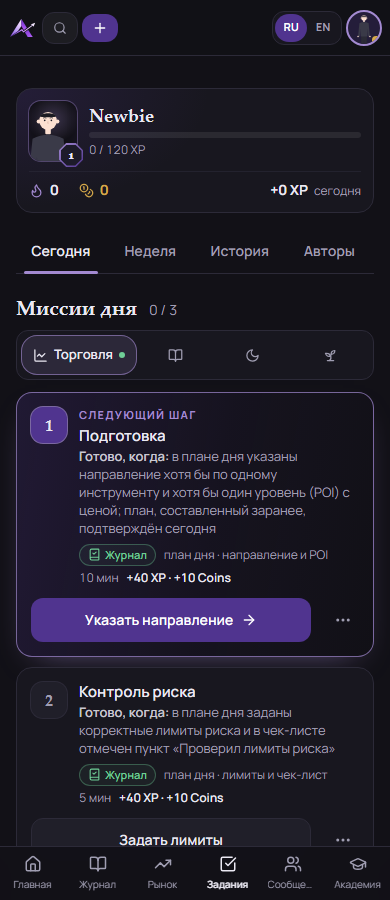 RU EN
Newbie
1
0 / 120 XP
0 0 +0 XP сегодня
Сегодня Неделя История Авторы
Миссии дня 0 / 3
Торговля
1
СЛЕДУЮЩИЙ ШАГ
Подготовка
Готово, когда: в плане дня указаны
направление хотя бы по одному
инструменту и хотя бы один уровень (POI) с
ценой; план, составленный заранее,
подтверждён сегодня
Журнал план дня · направление и POI
10 мин +40 XP · +10 Coins
Указать направление →
2
Контроль риска
Готово, когда: в плане дня заданы
корректные лимиты риска и в чек-листе
отмечен пункт «Проверил лимиты риска»
Журнал план дня · лимиты и чек-лист
5 мин +40 XP · +10 Coins
Задать лимиты
Главная Журнал Рынок Задания Сообще... Академия